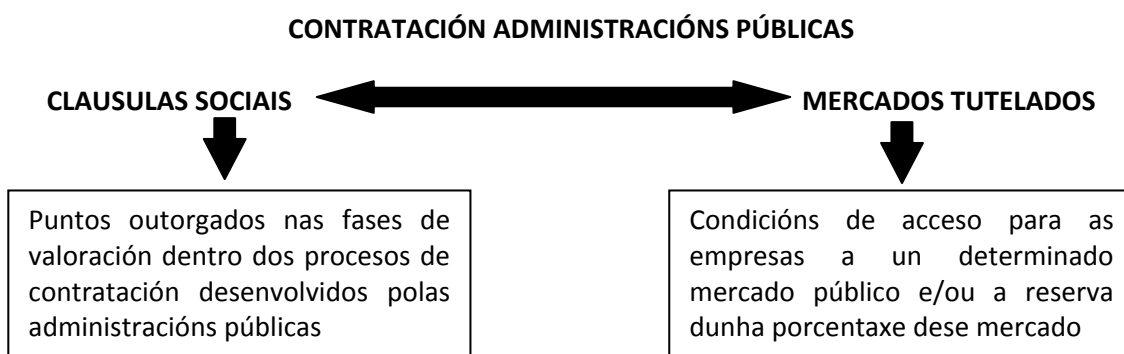 CONTRATACIÓN ADMINISTRACIÓNS PÚBLICAS
CLAUSULAS SOCIAIS
MERCADOS TUTELADOS
Puntos outorgados nas fases de
valoración dentro dos procesos de
contratación desenvolvidos polas
administracións públicas
Condicións de acceso para as
empresas a un determinado
mercado público e/ou a reserva
dunha porcentaxe dese mercado